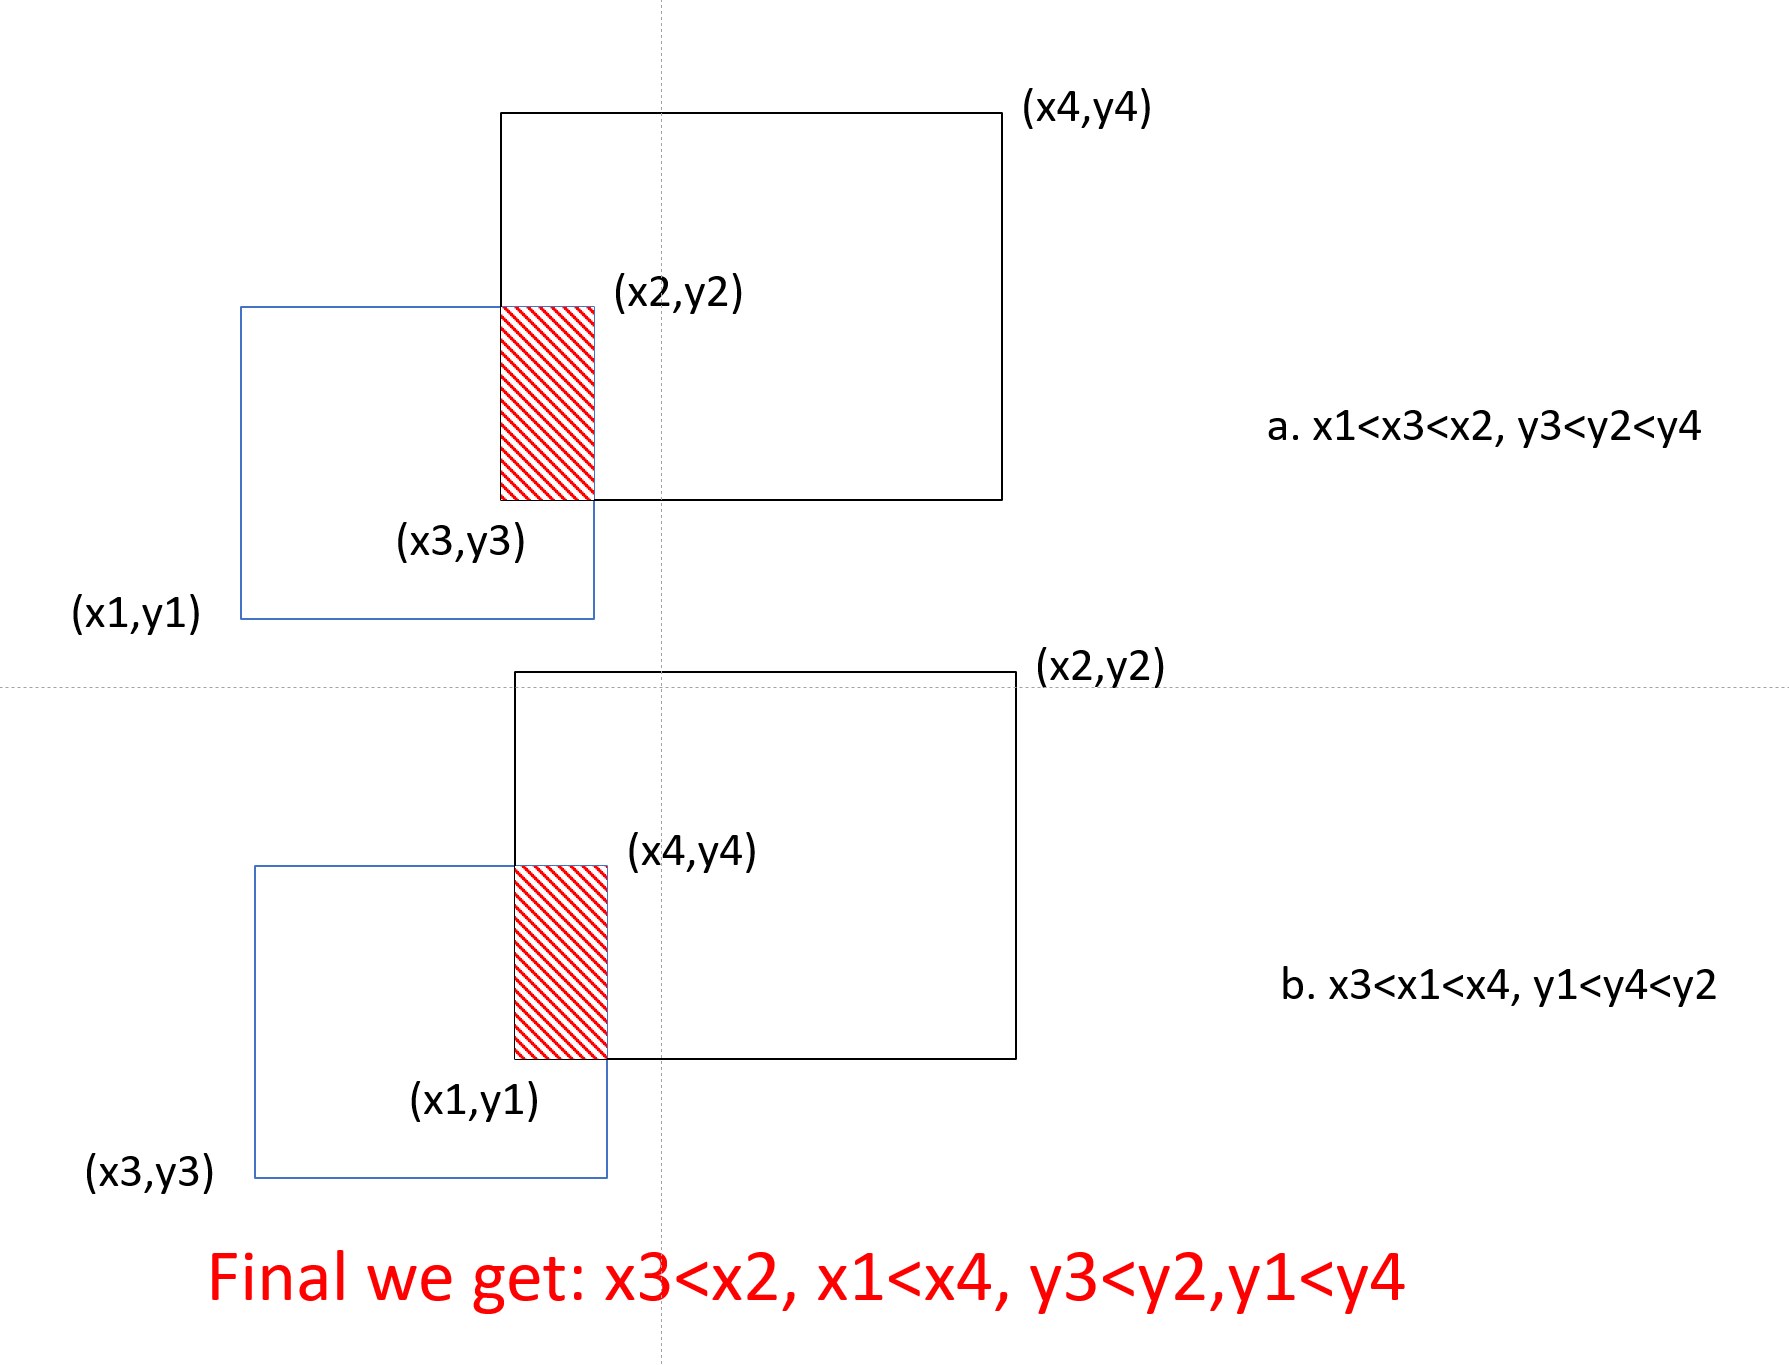 (x4,y4)
(x2,y2)
a. x1<x3<x2, y3<y2<y4
(x3,y3)
(x1,y1)
(x2,y2)
(x4,y4)
b. x3<x1<x4, y1<y4<y2
(x1,y1)
(x3,y3)
Final we get: x3<x2, x1<x4, y3<y2,y1<y4